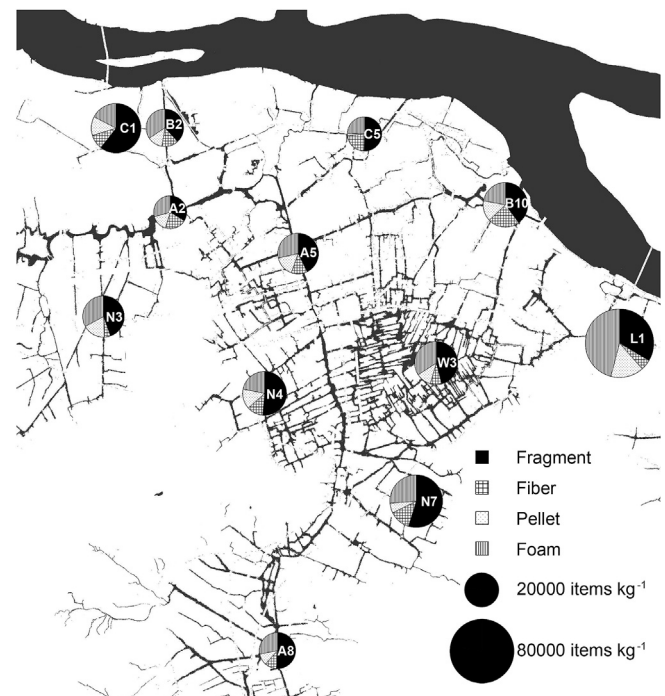 C1
B2
C5
A2
B10
A5
N3
L1
W3
N4
Fragment
Fiber
Pellet
N7
Foam
20000 items kg⁻¹
80000 items kg⁻¹
A8